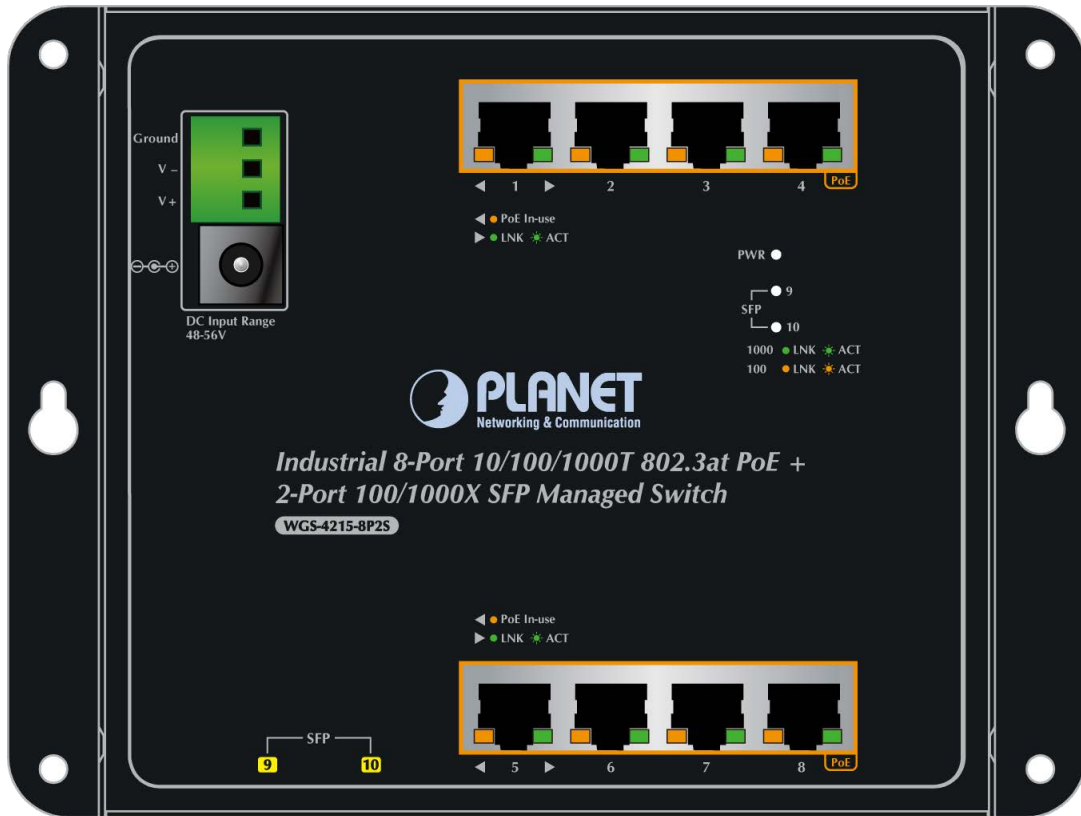 Ground
V –
V +
DC Input Range
48-56V
1 2 3 4 PoE
PoE In-use
LNK ACT
PWR
9
SFP
10
1000 LNK ACT
100 LNK ACT
PLANET
Networking & Communication
Industrial 8-Port 10/100/1000T 802.3at PoE +
2-Port 100/1000X SFP Managed Switch
WGS-4215-8P2S
PoE In-use
LNK ACT
SFP
9 10
5 6 7 8 PoE